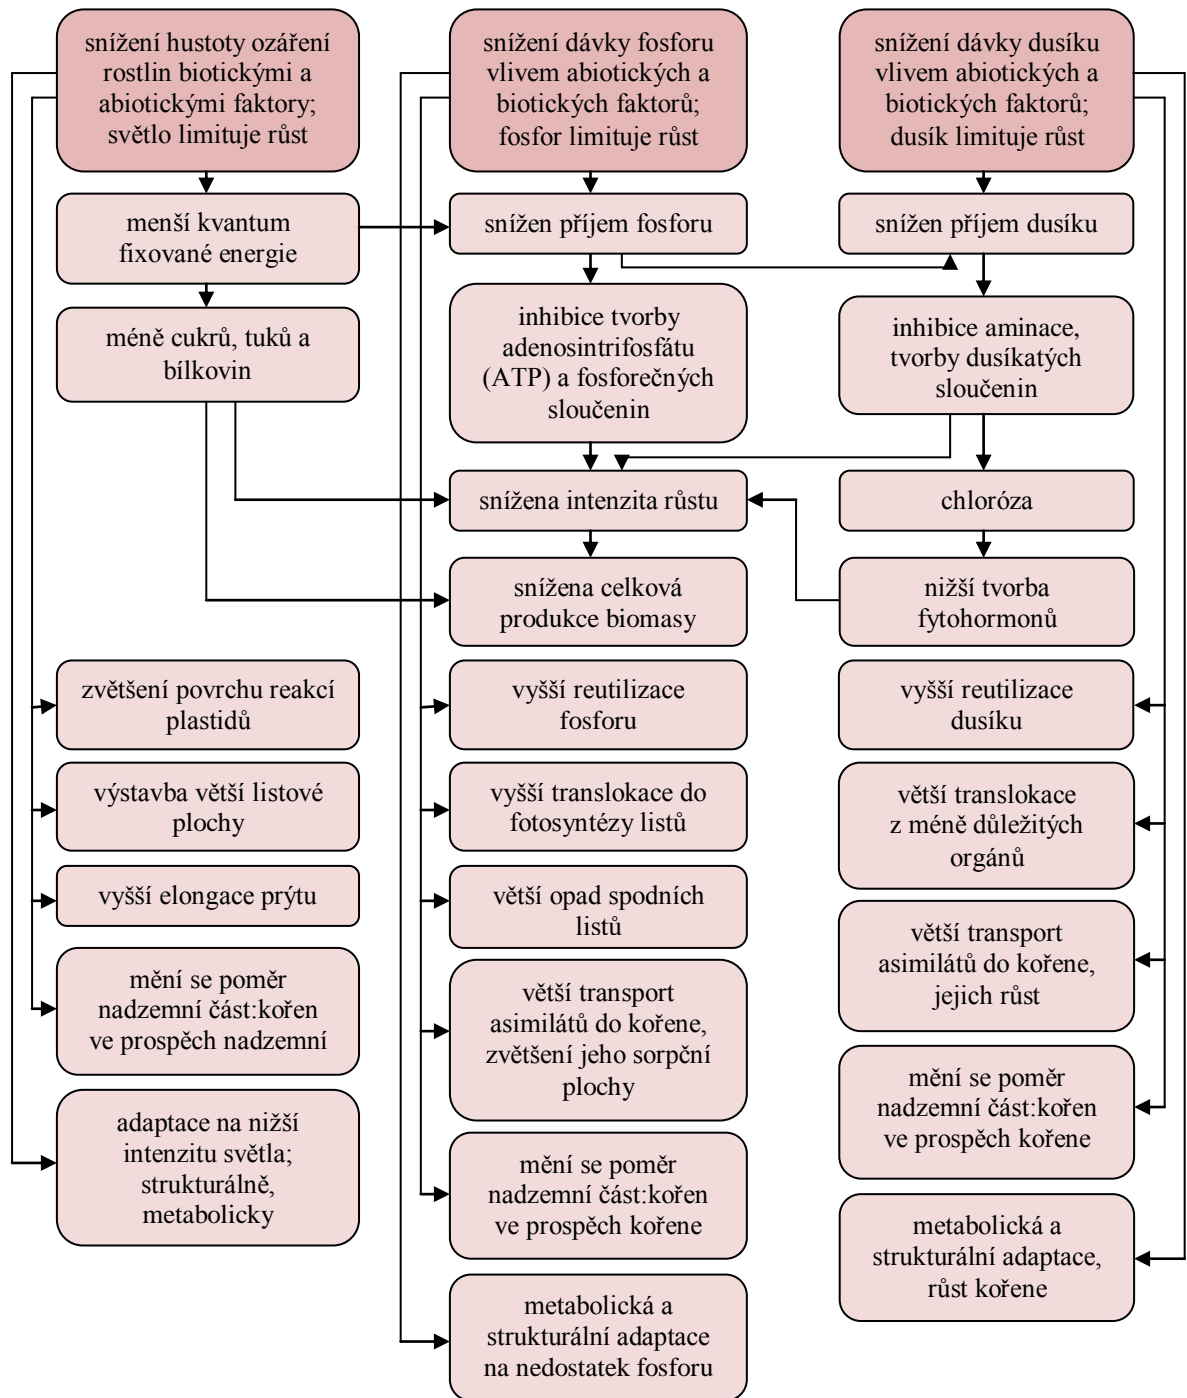 snížení hustoty ozáření
rostlin biotickými a
abiotickými faktory;
světlo limituje růst
menší kvantum
fixované energie
méně cukrů, tuků a
bílkovin
zvětšení povrchu reakcí
plastidů
výstavba větší listové
plochy
vyšší elongace prýtu
mění se poměr
nadzemní část:kořen
ve prospěch nadzemní
adaptace na nižší
intenzitu světla;
strukturálně,
metabolicky
snížení dávky fosforu
vlivem abiotických a
biotických faktorů;
fosfor limituje růst
snížen příjem fosforu
inhibice tvorby
adenosintrifosfátu
(ATP) a fosforečných
sloučenin
snížena intenzita růstu
snížena celková
produkce biomasy
vyšší reutilizace
fosforu
vyšší translokace do
fotosyntézy listů
větší opad spodních
listů
větší transport
asimilátů do kořene,
zvětšení jeho sorpční
plochy
mění se poměr
nadzemní část:kořen
ve prospěch kořene
metabolická a
strukturální adaptace
na nedostatek fosforu
snížení dávky dusíku
vlivem abiotických a
biotických faktorů;
dusík limituje růst
snížen příjem dusíku
inhibice aminace,
tvorby dusíkatých
sloučenin
chloróza
nižší tvorba
fytohormonů
vyšší reutilizace
dusíku
větší translokace
z méně důležitých
orgánů
větší transport
asimilátů do kořene,
jejich růst
mění se poměr
nadzemní část:kořen
ve prospěch kořene
metabolická a
strukturální adaptace,
růst kořene